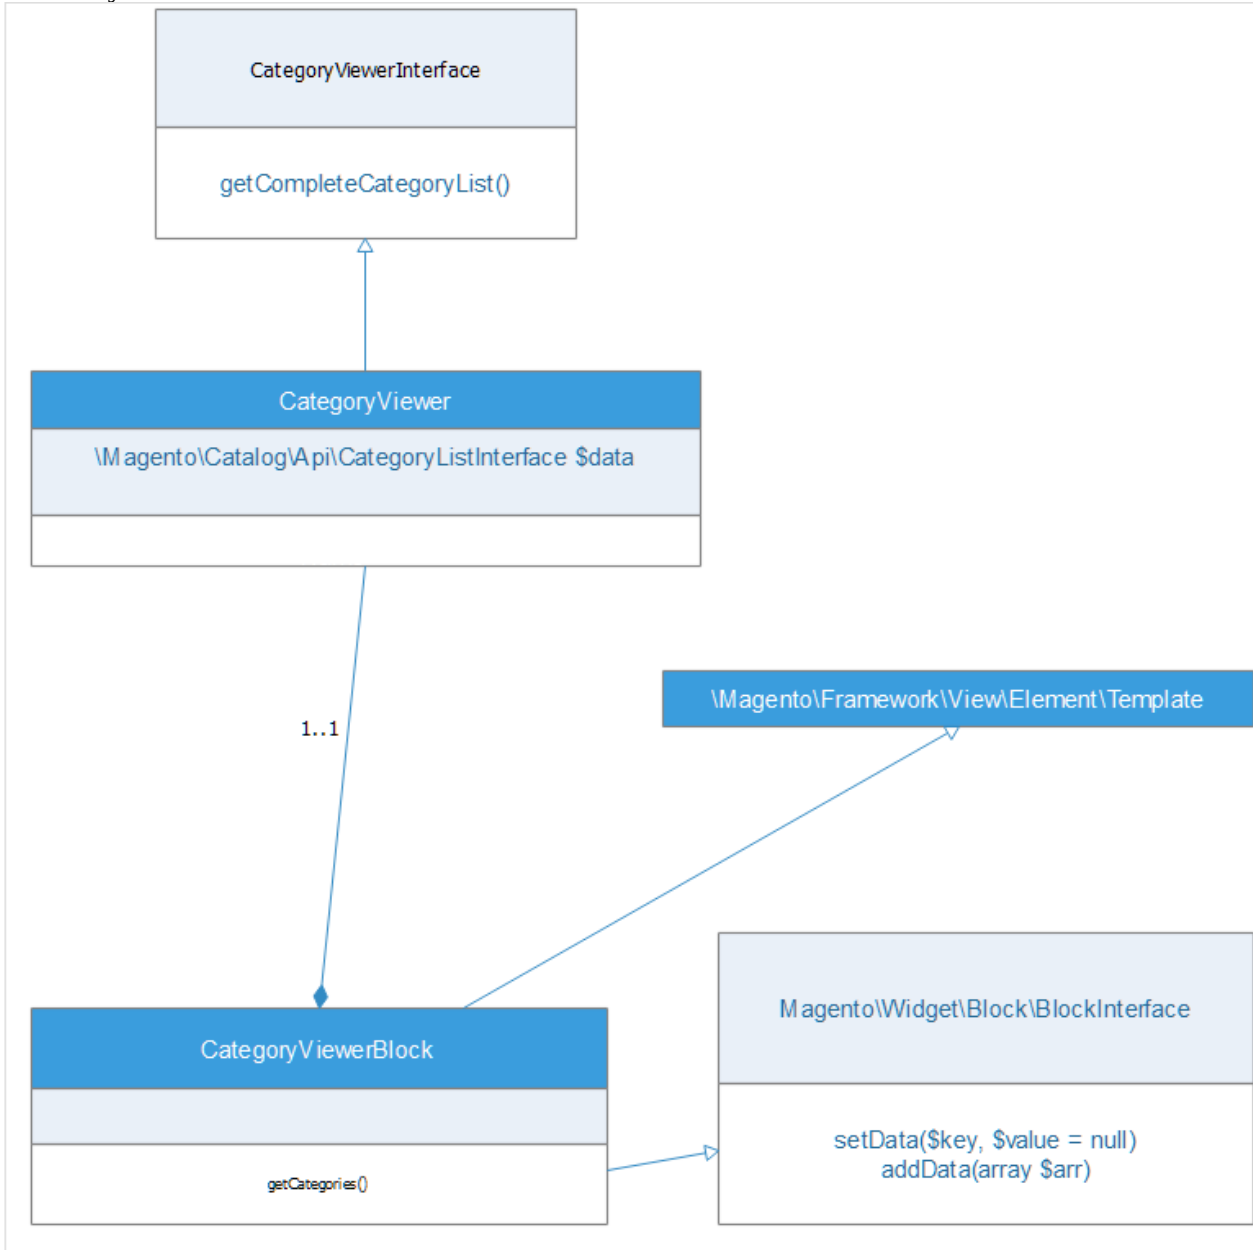 CategoryViewerInterface
getCompleteCategoryList()
CategoryViewer
\Magento\Catalog\Api\CategoryListInterface $data
1..1
\Magento\Framework\View\Element\Template
CategoryViewerBlock
getCategories()
Magento\Widget\Block\BlockInterface
setData($key, $value = null)
addData(array $arr)